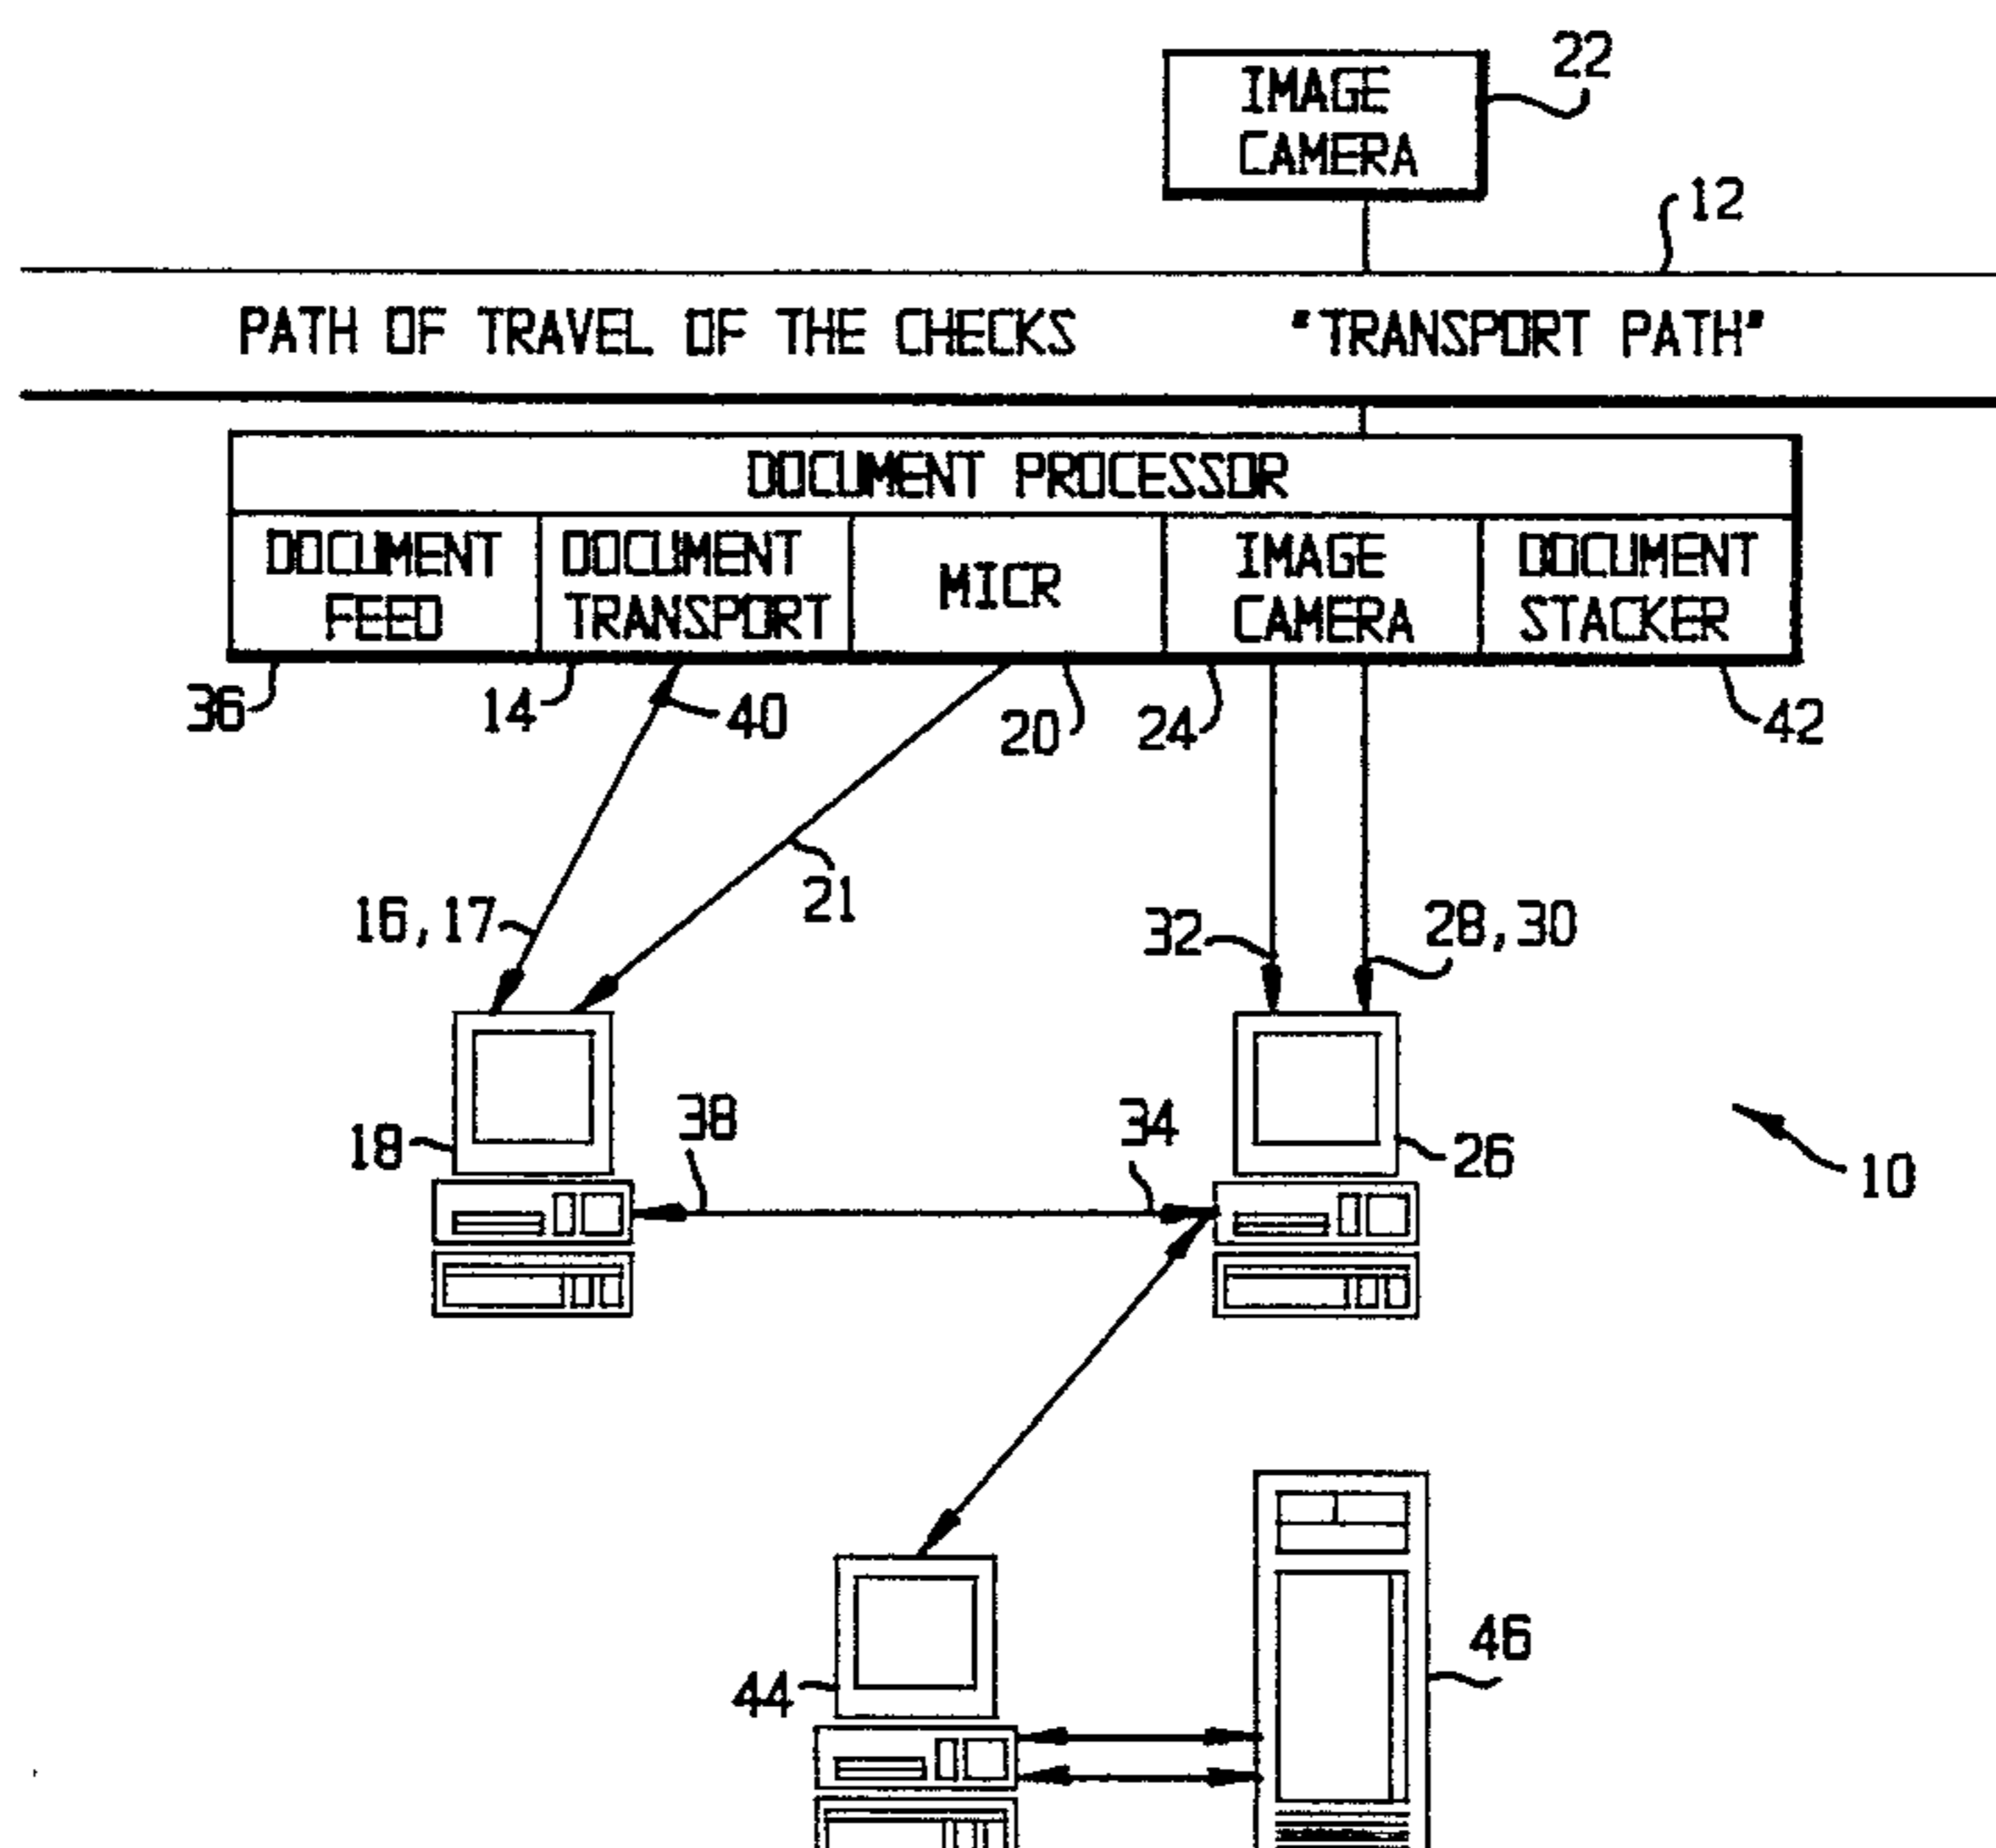 IMAGE
CAMERA
22
12
PATH OF TRAVEL OF THE CHECKS "TRANSPORT PATH"
DOCUMENT PROCESSOR
DOCUMENT
FEED
DOCUMENT
TRANSPORT
MICR
IMAGE
CAMERA
DOCUMENT
STACKER
36
14
40
20
24
42
16,17
21
32
28,30
18
38
34
26
10
44
46